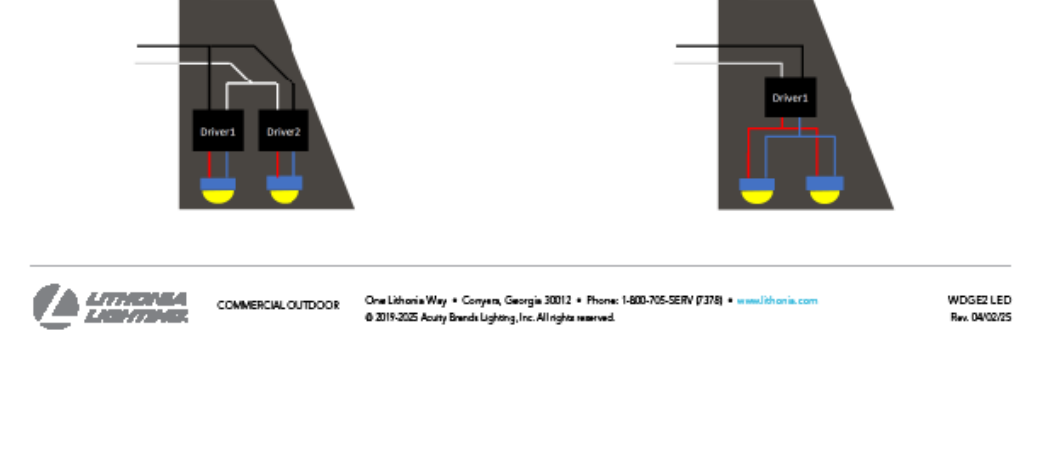 Driver1 Driver2
Driver1
LITHONIA
LIGHTING.
COMMERCIAL OUTDOOR
One Lithonia Way • Conyers, Georgia 30012 • Phone: 1-800-705-SERV (7378) • www.lithonia.com
© 2019-2025 Acuity Brands Lighting, Inc. All rights reserved.
WDGE2 LED
Rev. 04/02/25